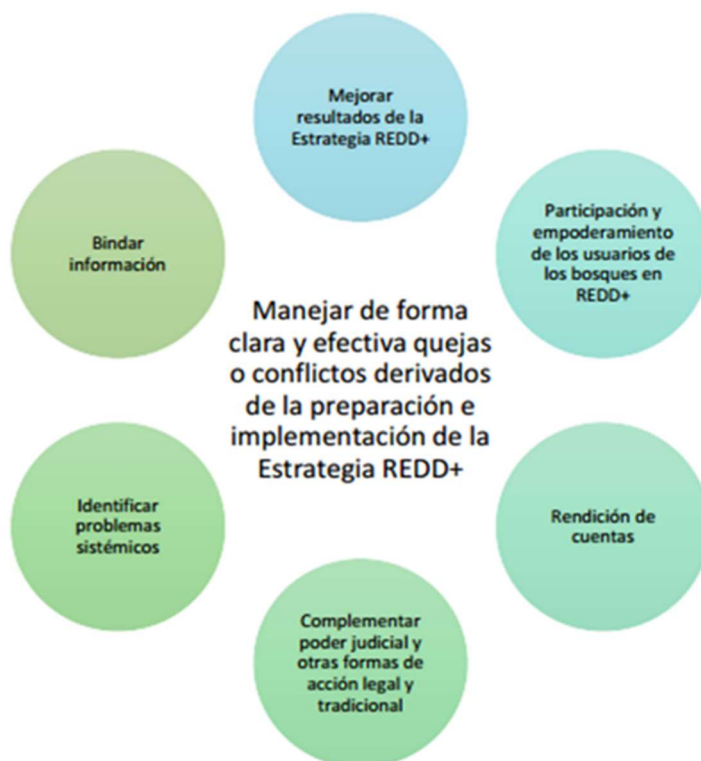 Mejorar
resultados de la
Estrategia REDD+
Participación y
empoderamiento
de los usuarios de
los bosques en
REDD+
Rendición de
cuentas
Complementar
poder judicial y
otras formas de
acción legal y
tradicional
Identificar
problemas
sistémicos
Bindar
información
Manejar de forma
clara y efectiva quejas
o conflictos derivados
de la preparación e
implementación de la
Estrategia REDD+